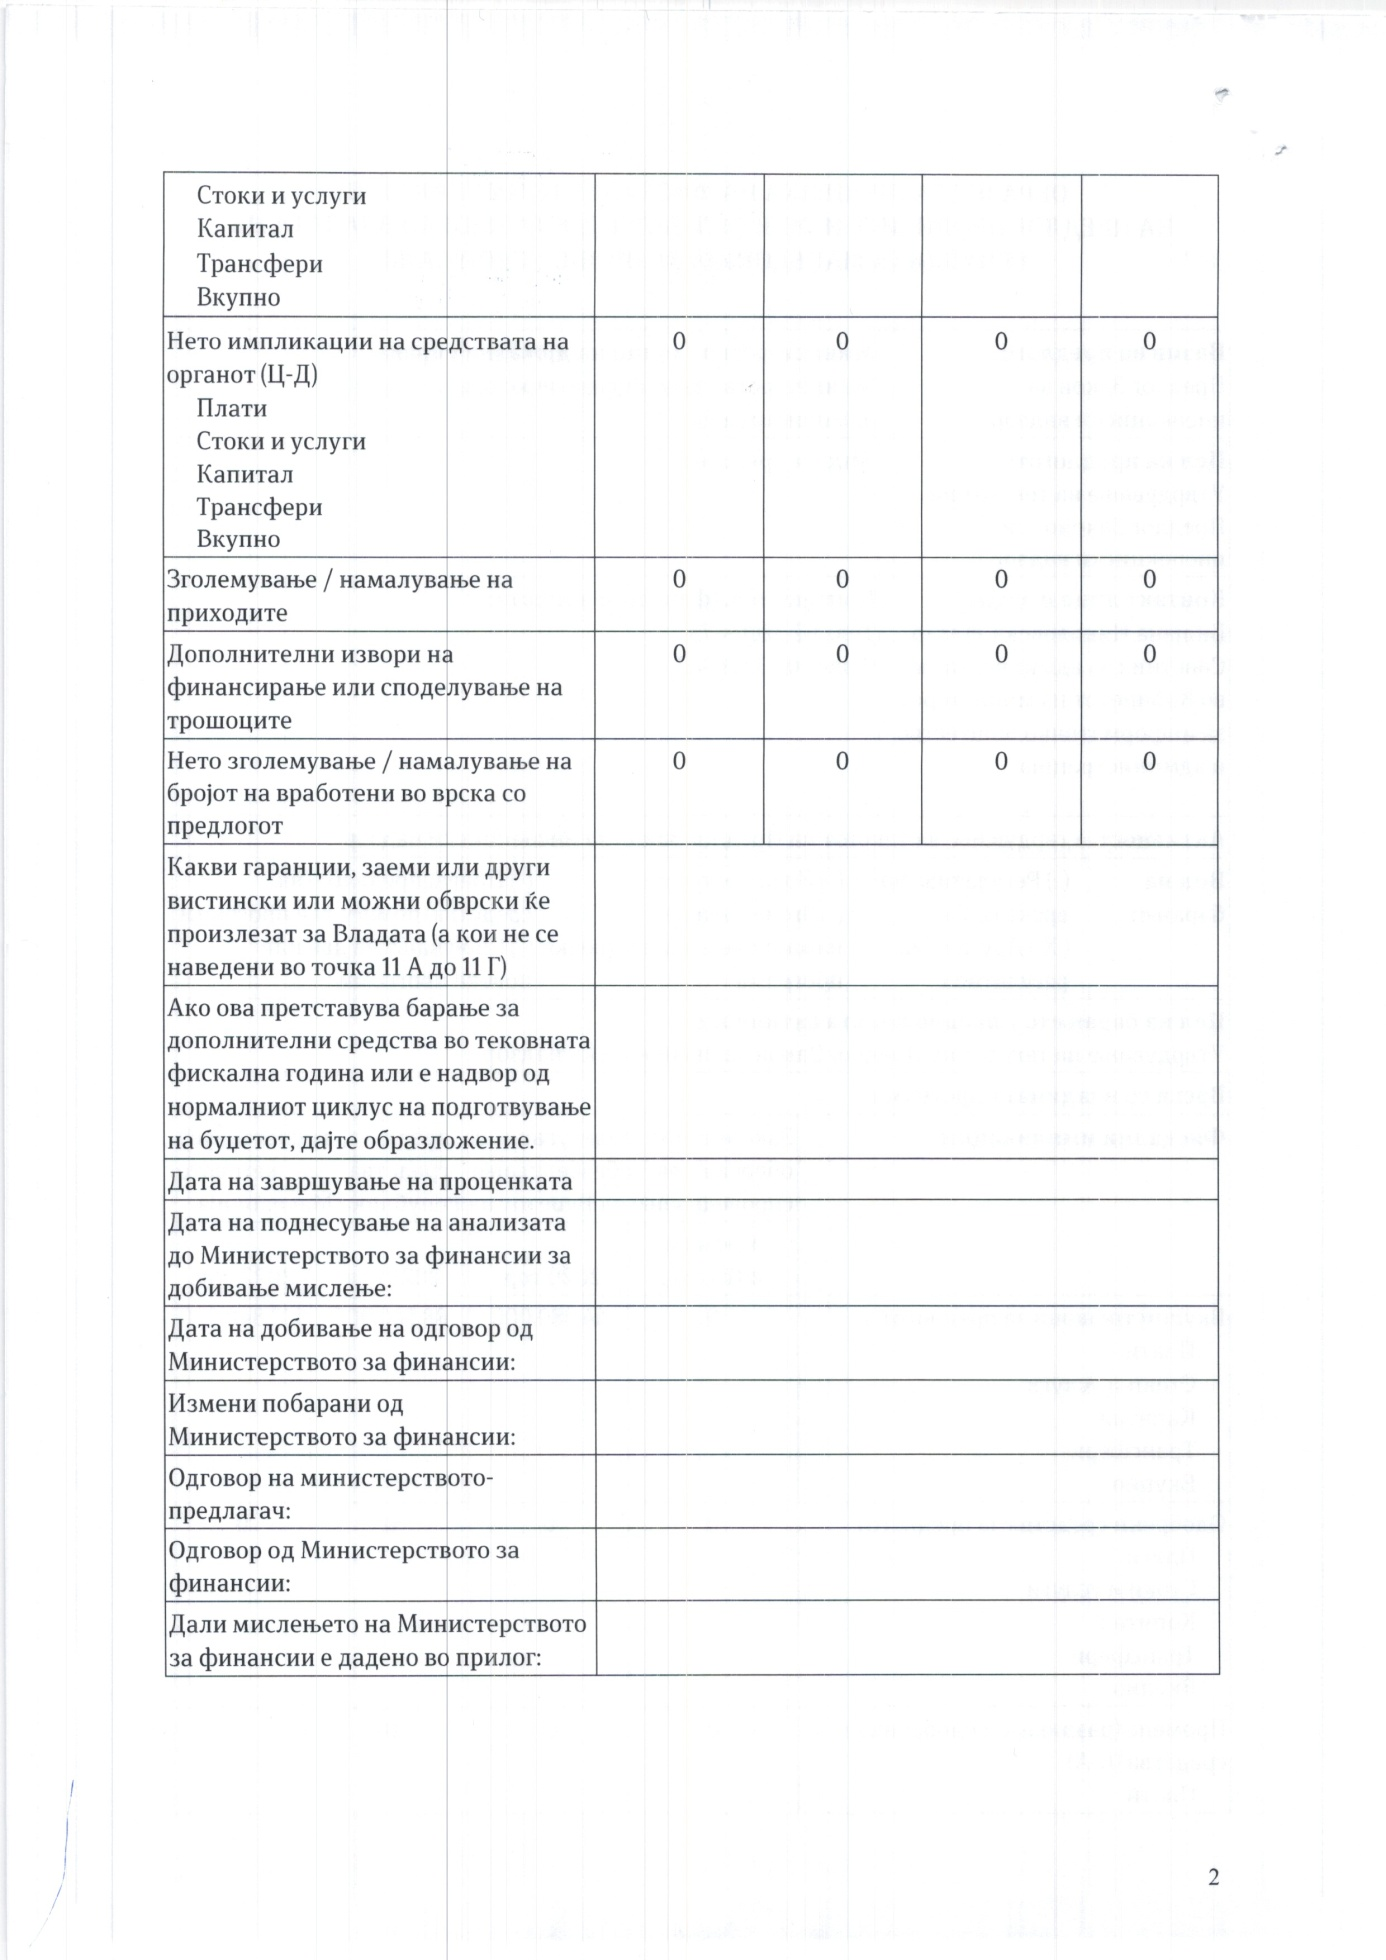 Стоки и услуги
Капитал
Трансфери
Вкупно
Нето импликации на средствата на 0 0 0 0
органот (Ц-Д)
Плати
Стоки и услуги
Капитал
Трансфери
Вкупно
Зголемување / намалување на 0 0 0 0
приходите
Дополнителни извори на 0 0 0 0
финансирање или споделување на
трошоците
Нето зголемување / намалување на 0 0 0 0
бројот на вработени во врска со
предлогот
Какви гаранции, заеми или други
вистински или можни обврски ќе
произлезат за Владата (а кои не се
наведени во точка 11 А до 11 Г)
Ако ова претставува барање за
дополнителни средства во тековната
фискална година или е надвор од
нормалниот циклус на подготвување
на буџетот, дајте образложение.
Дата на завршување на проценката
Дата на поднесување на анализата
до Министерството за финансии за
добивање мислење:
Дата на добивање на одговор од
Министерството за финансии:
Измени побарани од
Министерството за финансии:
Одговор на министерството-
предлагач:
Одговор од Министерството за
финансии:
Дали мислењето на Министерството
за финансии е дадено во прилог:
2